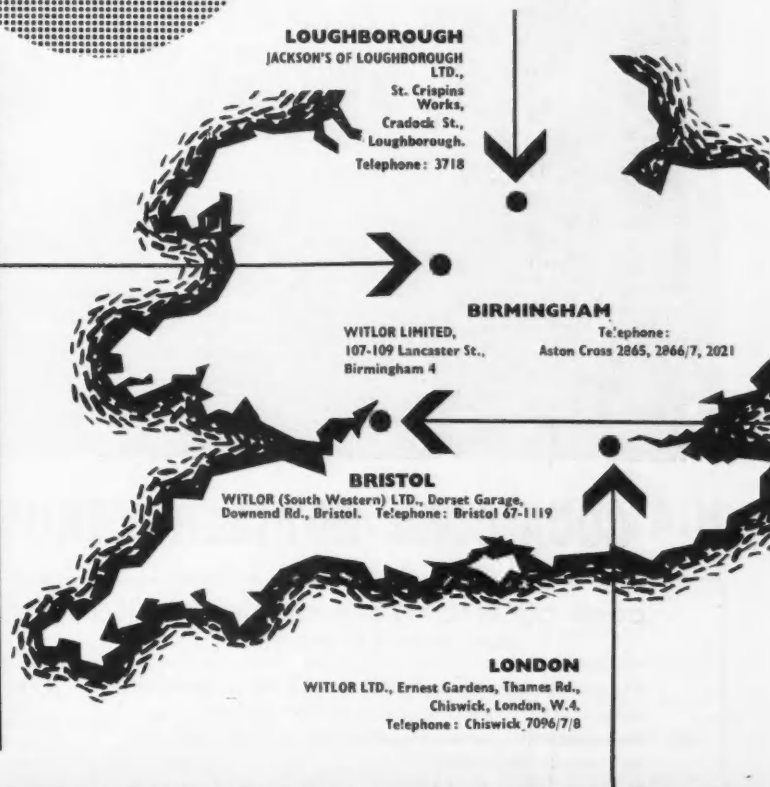 LOUGHBOROUGH
JACKSON'S OF LOUGHBOROUGH
LTD.,
St. Crispins
Works,
Cradock St.,
Loughborough.
Telephone: 3718
BIRMINGHAM
WITLOR LIMITED,
107-109 Lancaster St.,
Birmingham 4
Telephone:
Aston Cross 2865, 2866/7, 2021
BRISTOL
WITLOR (South Western) LTD., Dorset Garage,
Downend Rd., Bristol. Telephone: Bristol 67-1119
LONDON
WITLOR LTD., Ernest Gardens, Thames Rd.,
Chiswick, London, W.4.
Telephone: Chiswick 7096/7/8